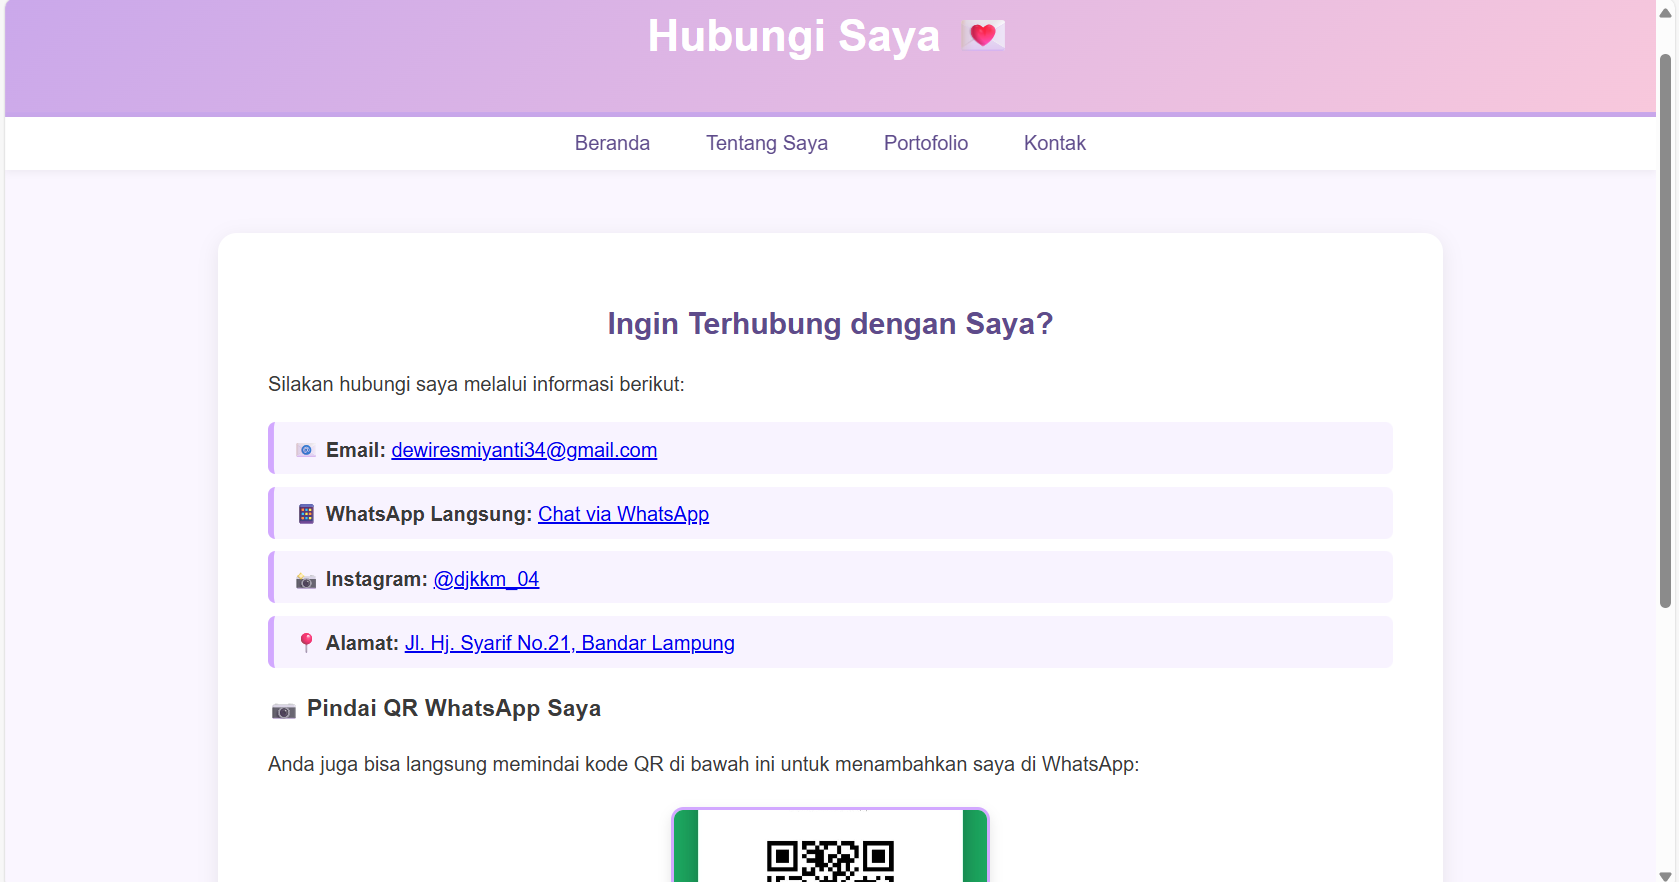 Hubungi Saya 💌
Beranda Tentang Saya Portofolio Kontak
Ingin Terhubung dengan Saya?
Silakan hubungi saya melalui informasi berikut:
📧 Email: dewiresmiyanti34@gmail.com
📱 WhatsApp Langsung: Chat via WhatsApp
📸 Instagram: @djkkm_04
📍 Alamat: Jl. Hj. Syarif No.21, Bandar Lampung
📷 Pindai QR WhatsApp Saya
Anda juga bisa langsung memindai kode QR di bawah ini untuk menambahkan saya di WhatsApp: